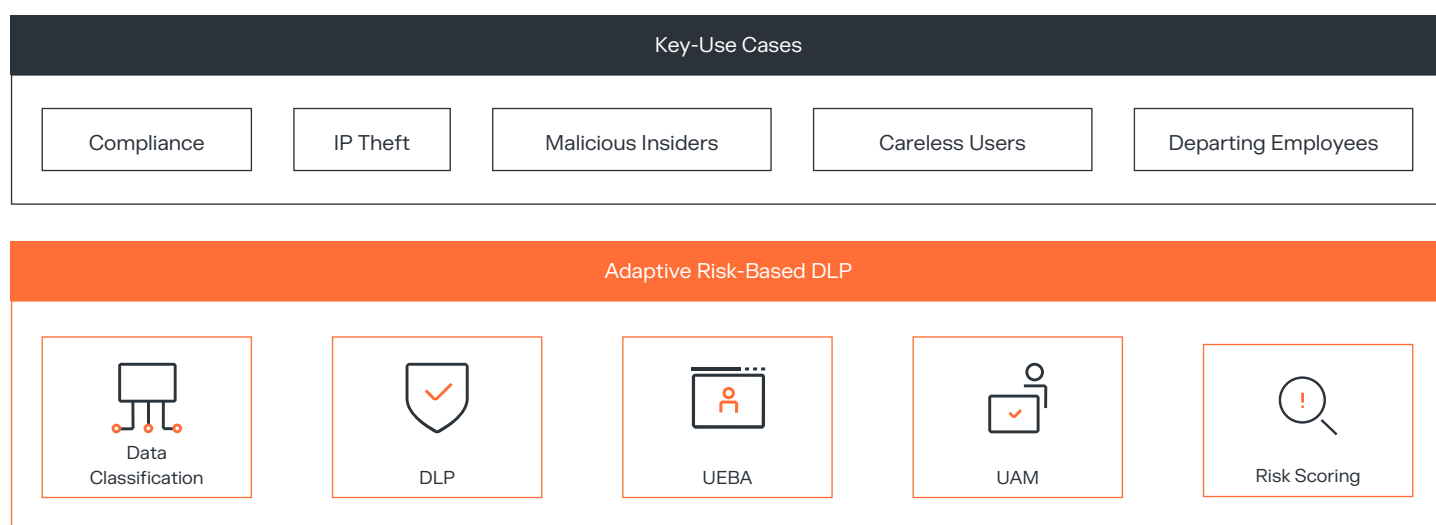 Key-Use Cases
Compliance
IP Theft
Malicious Insiders
Careless Users
Departing Employees
Adaptive Risk-Based DLP
Data
Classification
DLP
UEBA
UAM
Risk Scoring